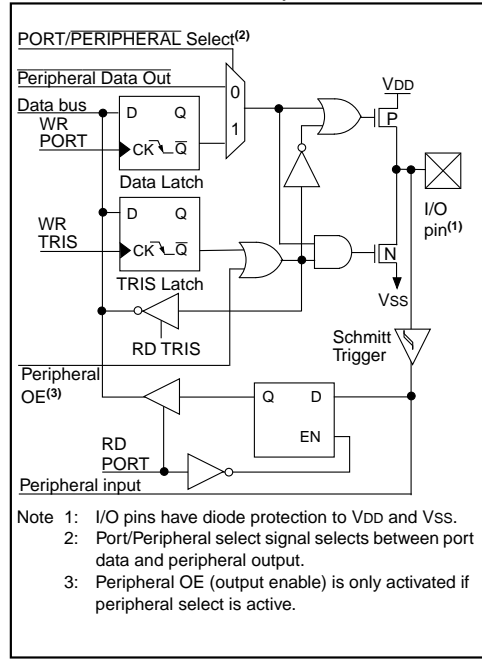 PORT/PERIPHERAL Select(2)
Peripheral Data Out
Data bus
WR
PORT
D Q
CK Q
Data Latch
0
1
VDD
P
I/O
pin(1)
WR
TRIS
D Q
CK Q
TRIS Latch
N
VSS
RD TRIS
Schmitt
Trigger
Peripheral
OE(3)
Q D
EN
RD
PORT
Peripheral input
Note 1: I/O pins have diode protection to VDD and VSS.
2: Port/Peripheral select signal selects between port
data and peripheral output.
3: Peripheral OE (output enable) is only activated if
peripheral select is active.